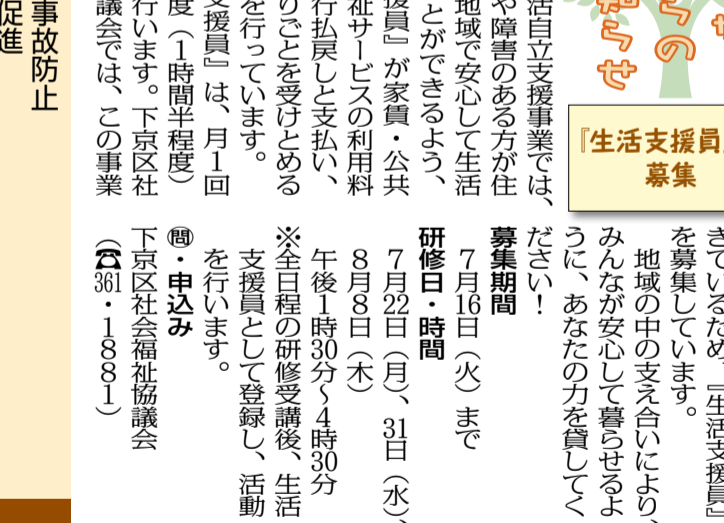 らの
知らせ
『生活支援員
募集
活自立支援事業では、
や障害のある方が住
地域で安心して生活
とができるよう、
援員』が家賃・公共
祉サービスの利用料
行払戻しと支払い、
りごとを受けとめる
を行っています。
支援員』は、月1回
度（1時間半程度）
行います。下京区社
議会では、この事業
きているため、『生活支援員』
を募集しています。
地域の中の支え合いにより、
みんなが安心して暮らせるよ
うに、あなたの力を貸してく
ださい！
募集期間
7月16日（火）まで
研修日・時間
7月22日（月）、31日（水）、
8月8日（木）
午後1時30分～4時30分
※全日程の研修受講後、生活
支援員として登録し、活動
を行います。
㉄・申込み
下京区社会福祉協議会
（☎361・1881）
事故防止
促進